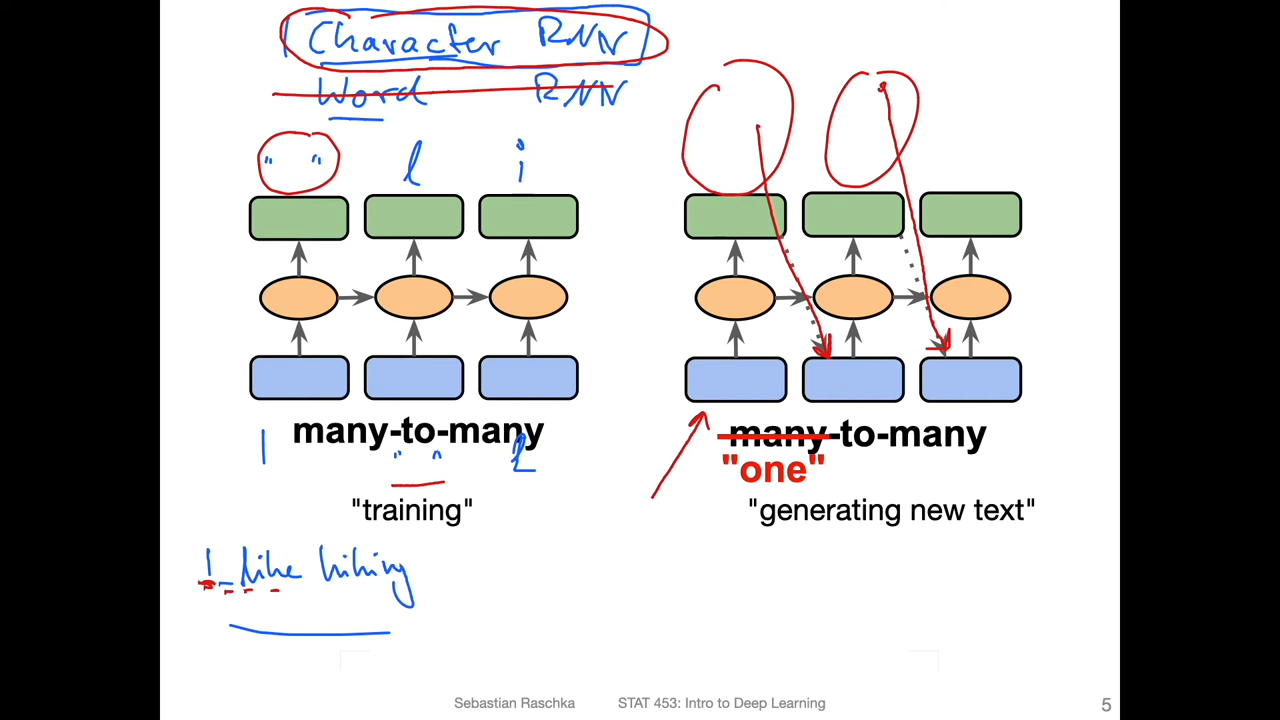 Character RNN
Word RNN
" " l i
many-to-many
I " " l
"training"
many-to-many
"one"
"generating new text"
I like hiking
Sebastian Raschka STAT 453: Intro to Deep Learning 5